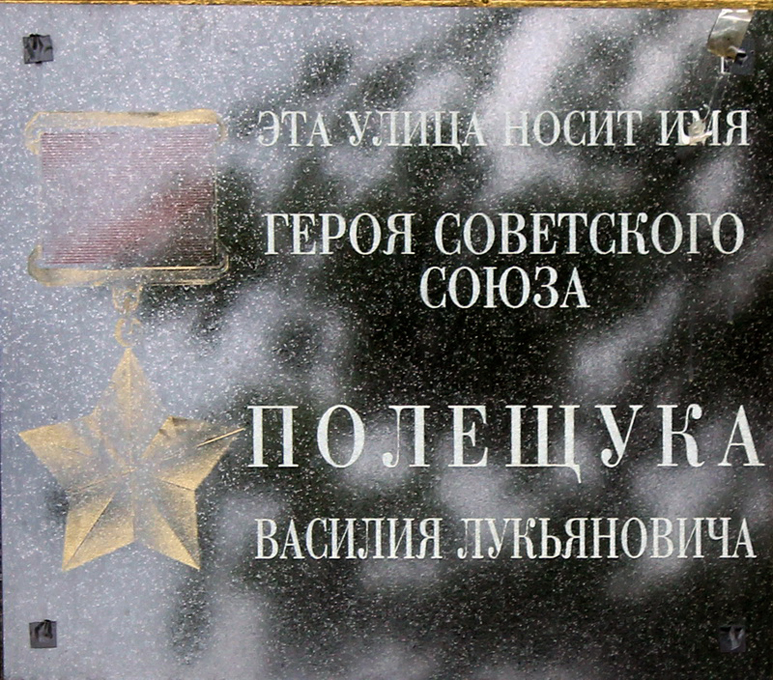 ЭТА УЛИЦА НОСИТ ИМЯ
ГЕРОЯ СОВЕТСКОГО
СОЮЗА
ПОЛЕЩУКА
ВАСИЛИЯ ЛУКЬЯНОВИЧА